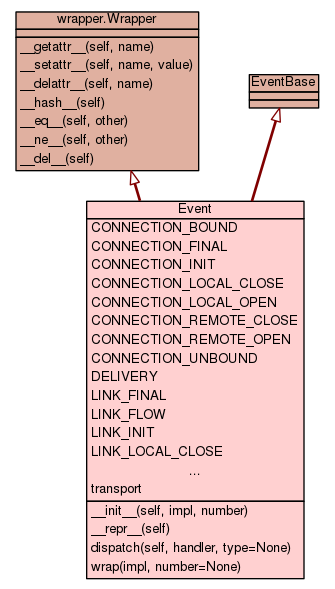 wrapper.Wrapper
__getattr__(self, name)
__setattr__(self, name, value)
__delattr__(self, name)
__hash__(self)
__eq__(self, other)
__ne__(self, other)
__del__(self)
EventBase
Event
CONNECTION_BOUND
CONNECTION_FINAL
CONNECTION_INIT
CONNECTION_LOCAL_CLOSE
CONNECTION_LOCAL_OPEN
CONNECTION_REMOTE_CLOSE
CONNECTION_REMOTE_OPEN
CONNECTION_UNBOUND
DELIVERY
LINK_FINAL
LINK_FLOW
LINK_INIT
LINK_LOCAL_CLOSE
...
transport
__init__(self, impl, number)
__repr__(self)
dispatch(self, handler, type=None)
wrap(impl, number=None)